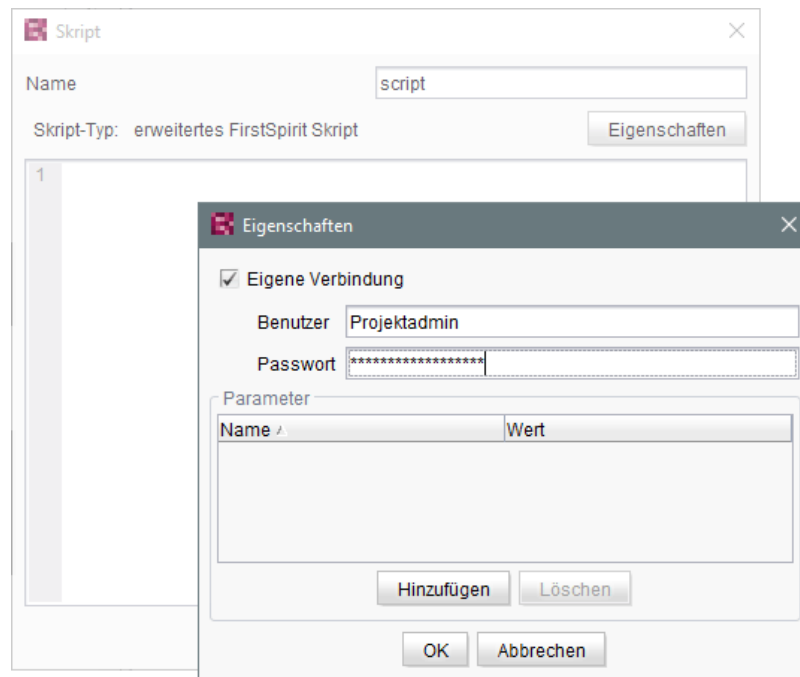 Skript
Name script
Skript-Typ: erweitertes FirstSpirit Skript Eigenschaften
1
Eigenschaften
Eigene Verbindung
Benutzer Projektadmin
Passwort ******************
Parameter
Name Wert
Hinzufügen Löschen
OK Abbrechen